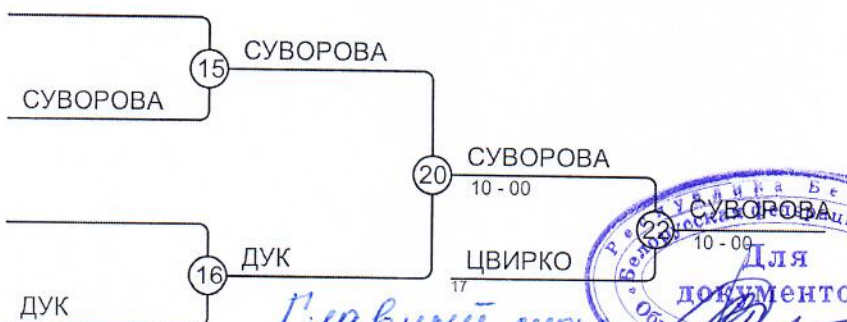 15
СУВОРОВА
СУВОРОВА
20
СУВОРОВА
10 - 00
22
СУВОРОВА
10 - 00
16
ДУК
ЦВИРКО
17
ДУК
Для
документо